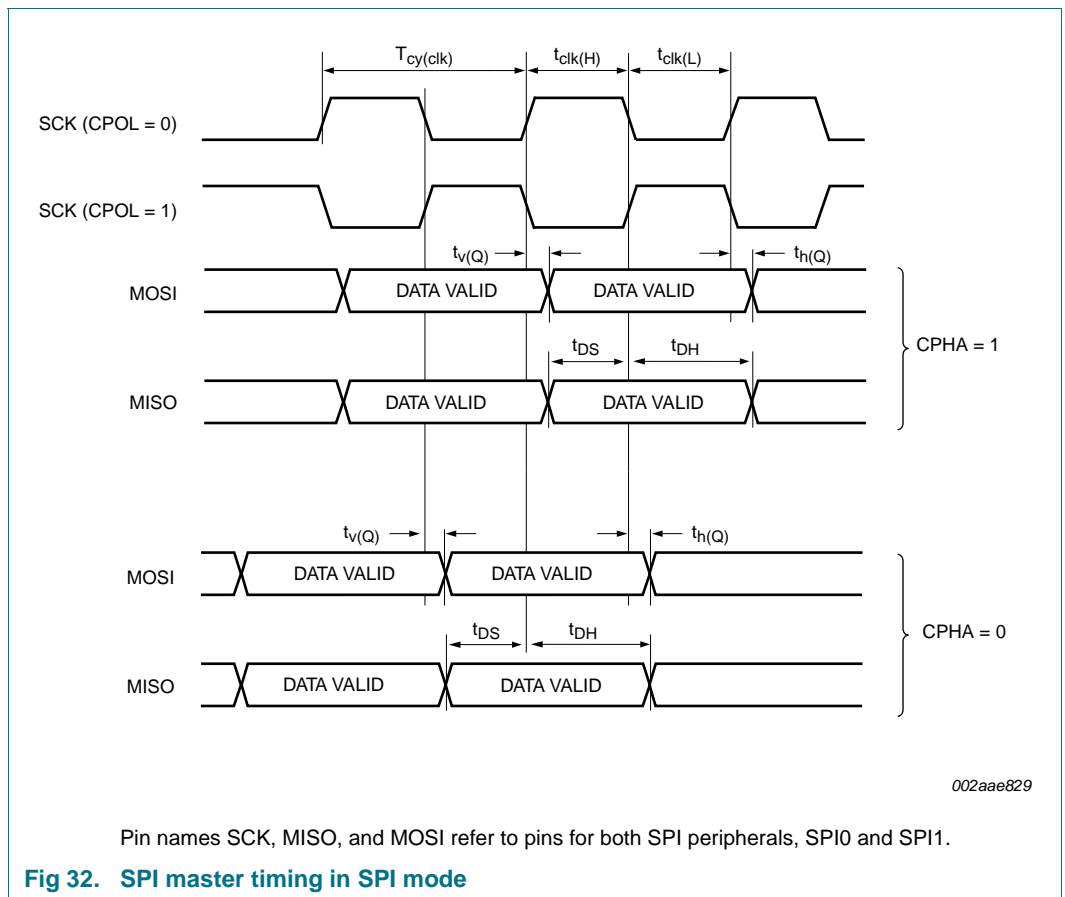 Tcy(clk) tclk(H) tclk(L)
SCK (CPOL = 0)
SCK (CPOL = 1)
tv(Q) th(Q)
MOSI DATA VALID DATA VALID
tDS tDH
CPHA = 1
MISO DATA VALID DATA VALID
tv(Q) th(Q)
MOSI DATA VALID DATA VALID
tDS tDH
CPHA = 0
MISO DATA VALID DATA VALID
002aae829
Pin names SCK, MISO, and MOSI refer to pins for both SPI peripherals, SPI0 and SPI1.
Fig 32. SPI master timing in SPI mode